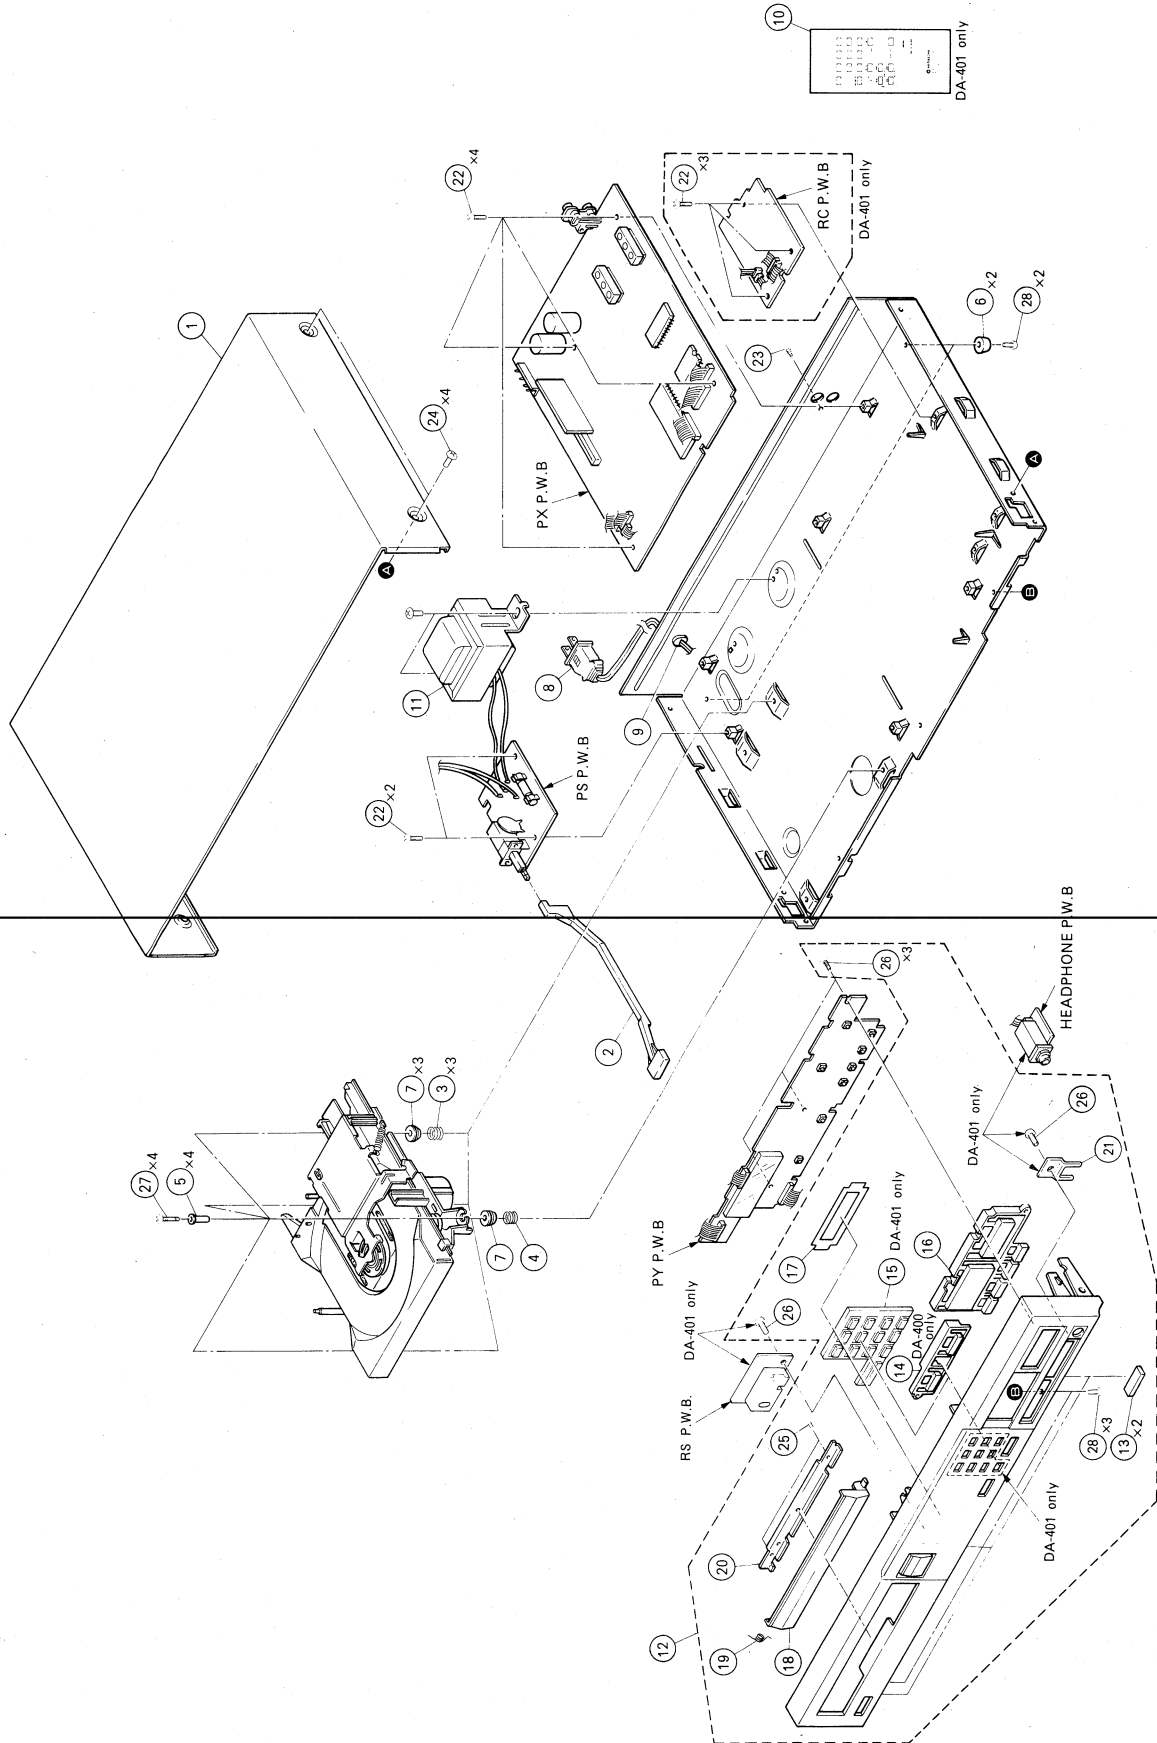 10
DA-401 only
22 ×4
1
22 ×3
RC P.W.B
DA-401 only
24 ×4
A
PX P.W.B
23
6 ×2
28 ×2
A
B
11
8
9
22 ×2
PS P.W.B
2
HEADPHONE P.W.B
26 ×3
27 ×4
5 ×4
7 ×3
3 ×3
7
4
PY P.W.B
17
DA-401 only
26
21
DA-401 only
15
16
DA-401 only
26
RS P.W.B.
25
14
DA-400 only
B
28 ×3
13 ×2
DA-401 only
20
12
19
18